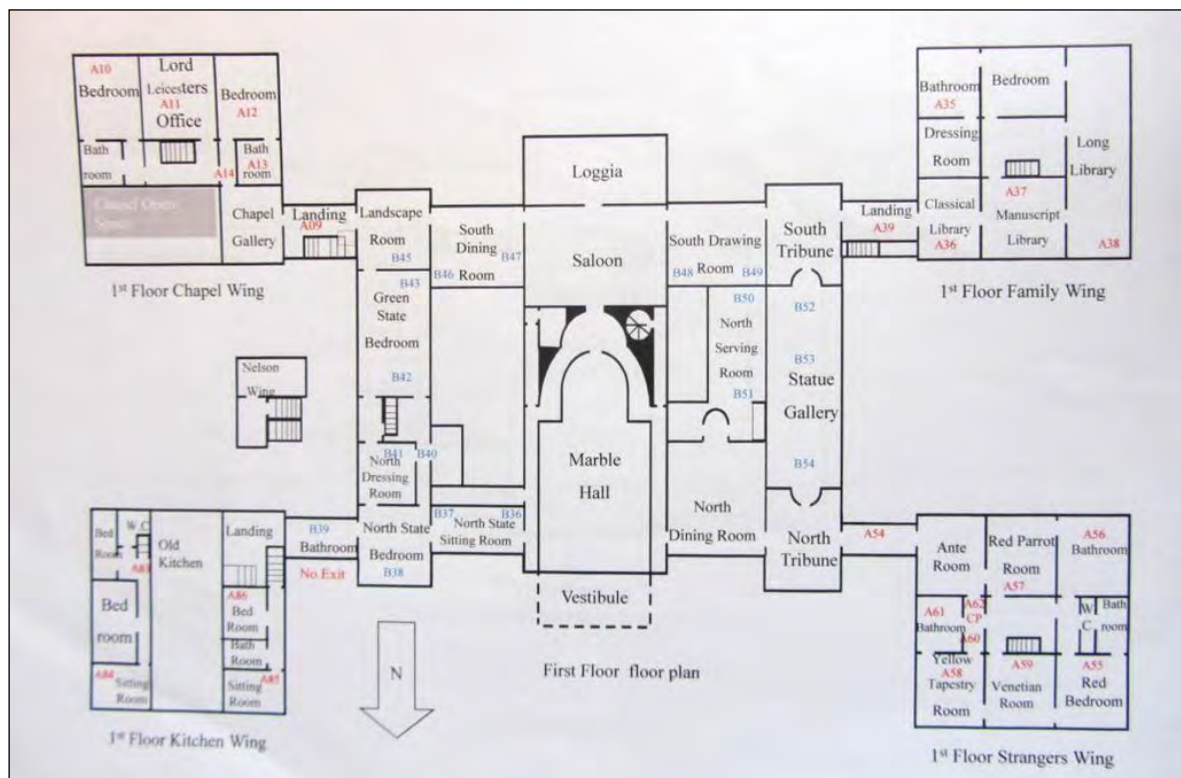 A10
Bedroom
Lord
Leicesters
A11
Office
Bedroom
A12
Bath
room
Bath
A13
room
A14
Chapel Open
Space
Chapel
Gallery
1st Floor Chapel Wing
Landing
A09
Landscape
Room
B45
South
Dining
Room
B46
B47
Loggia
Saloon
South Drawing
Room
B48
B49
South
Tribune
Landing
A39
Bathroom
A35
Bedroom
Dressing
Room
Long
Library
A37
Classical
Library
A36
Manuscript
Library
A38
1st Floor Family Wing
B43
Green
State
Bedroom
B42
Nelson
Wing
B50
North
Serving
Room
B51
B52
B53
Statue
Gallery
B54
B41
B40
North
Dressing
Room
Marble
Hall
North
Dining Room
North
Tribune
B37
B36
North State
Sitting Room
North State
Bedroom
B38
B39
Bathroom
No Exit
Vestibule
N
First Floor floor plan
Bed
Room
W C
A83
Old
Kitchen
Landing
Bed
room
A86
Bed
Room
Bath
Room
A84
Sitting
Room
A85
Sitting
Room
1st Floor Kitchen Wing
A54
Ante
Room
Red Parrot
Room
A57
A56
Bathroom
A61
Bathroom
A62
CP
A60
W
C
Bath
room
Yellow
A58
Tapestry
Room
A59
Venetian
Room
A55
Red
Bedroom
1st Floor Strangers Wing